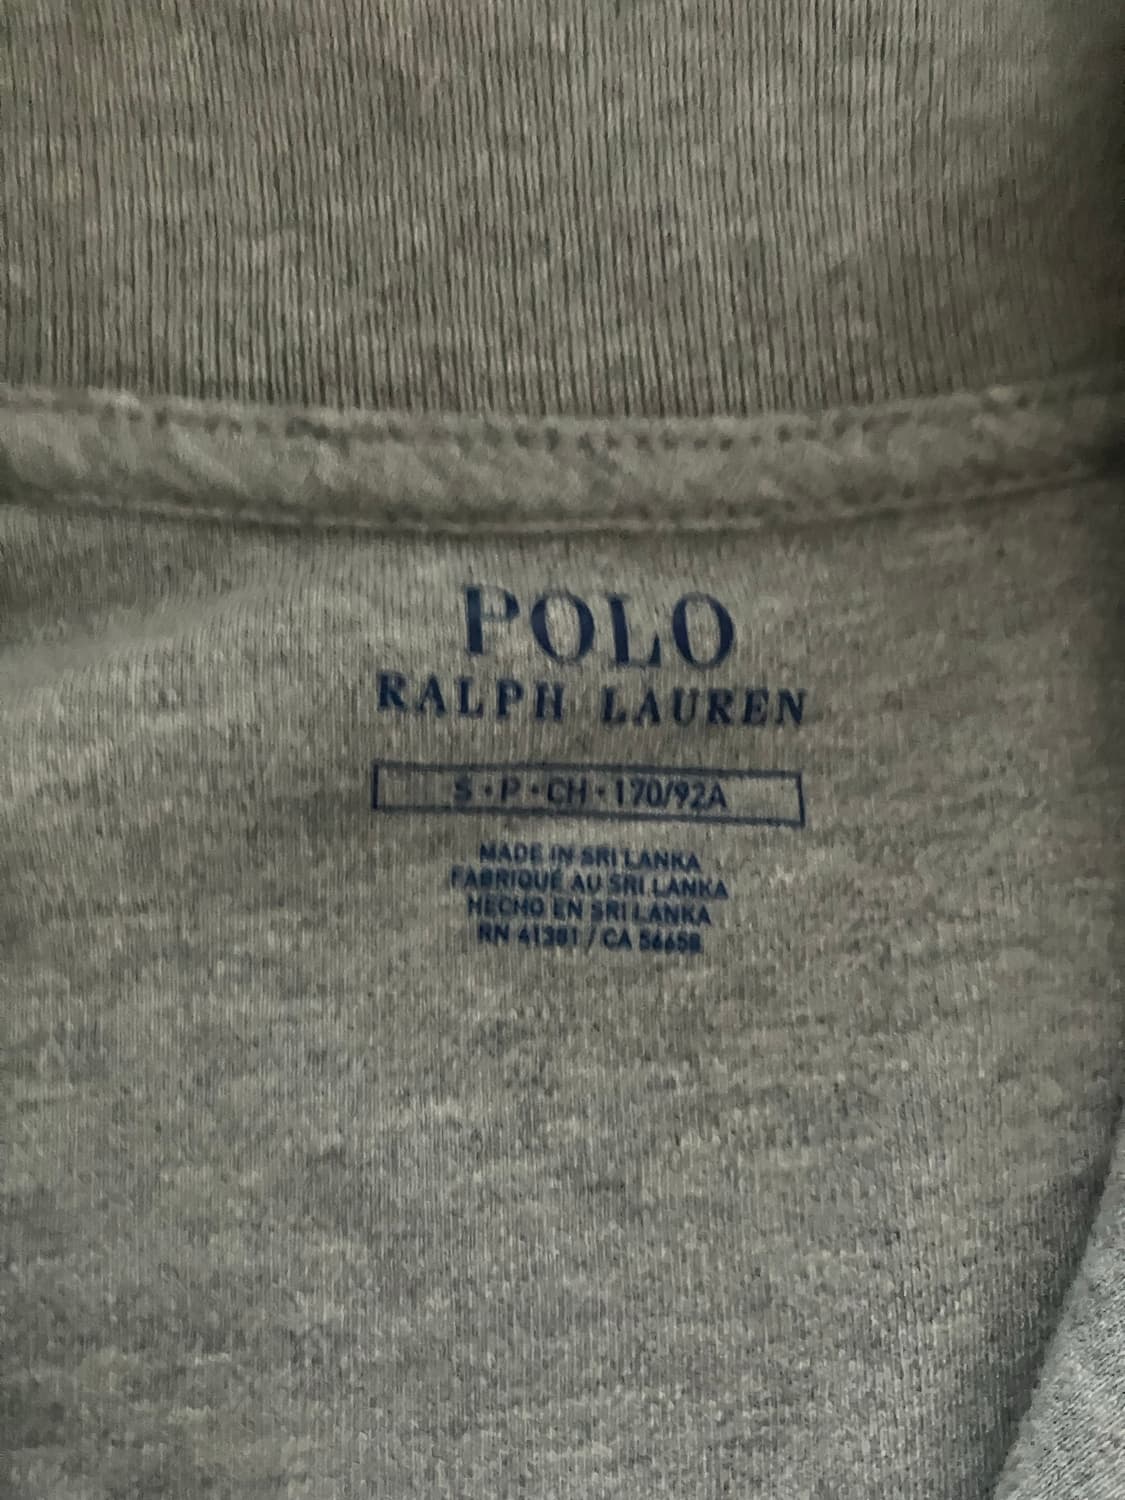 POLO
RALPH LAUREN
S • P • CH • 170/92A
MADE IN SRI LANKA
FABRIQUÉ AU SRI LANKA
HECHO EN SRI LANKA
RN 41381 / CA 56658